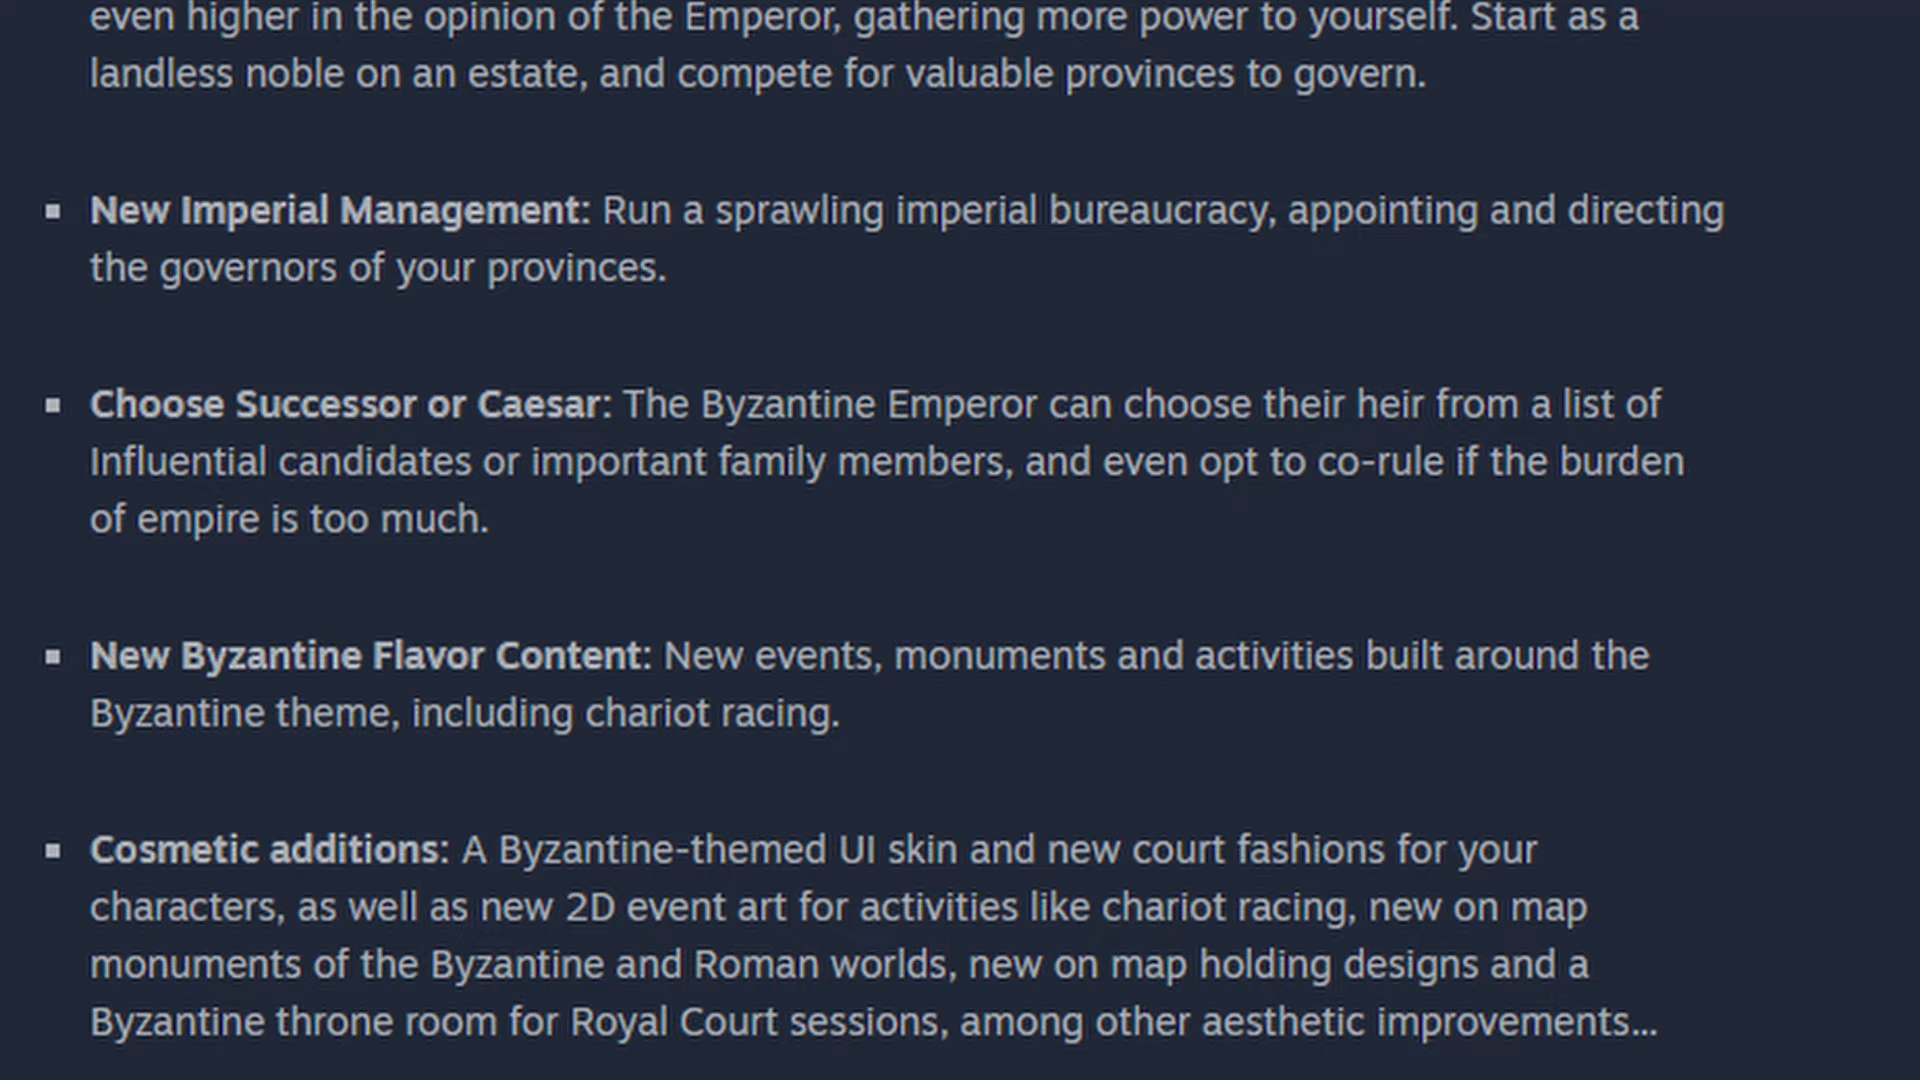 even higher in the opinion of the Emperor, gathering more power to yourself. Start as a
landless noble on an estate, and compete for valuable provinces to govern.
▪ New Imperial Management: Run a sprawling imperial bureaucracy, appointing and directing
the governors of your provinces.
▪ Choose Successor or Caesar: The Byzantine Emperor can choose their heir from a list of
Influential candidates or important family members, and even opt to co-rule if the burden
of empire is too much.
▪ New Byzantine Flavor Content: New events, monuments and activities built around the
Byzantine theme, including chariot racing.
▪ Cosmetic additions: A Byzantine-themed UI skin and new court fashions for your
characters, as well as new 2D event art for activities like chariot racing, new on map
monuments of the Byzantine and Roman worlds, new on map holding designs and a
Byzantine throne room for Royal Court sessions, among other aesthetic improvements...